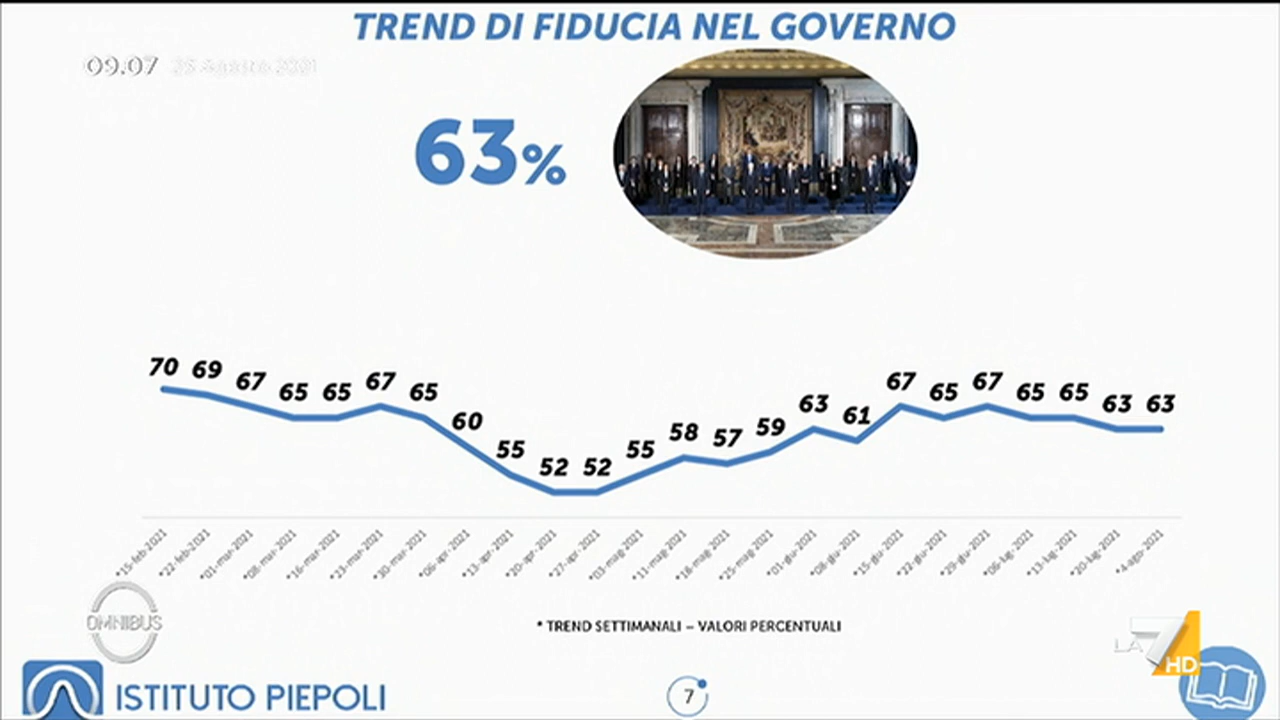 TREND DI FIDUCIA NEL GOVERNO
09.07 25 Agosto 2021
63%
70 69 67 65 65 67 65 60 55 52 52 55 58 57 59 63 61 67 65 67 65 65 63 63
*15-feb-2021 *22-feb-2021 *01-mar-2021 *08-mar-2021 *16-mar-2021 *23-mar-2021 *30-mar-2021 *06-apr-2021 *13-apr-2021 *20-apr-2021 *27-apr-2021 *03-mag-2021 *11-mag-2021 *18-mag-2021 *25-mag-2021 *01-giu-2021 *08-giu-2021 *15-giu-2021 *22-giu-2021 *29-giu-2021 *06-lug-2021 *13-lug-2021 *20-lug-2021 *4-ago-2021
OMNIBUS
* TREND SETTIMANALI – VALORI PERCENTUALI
LA 7 HD
ISTITUTO PIEPOLI
7